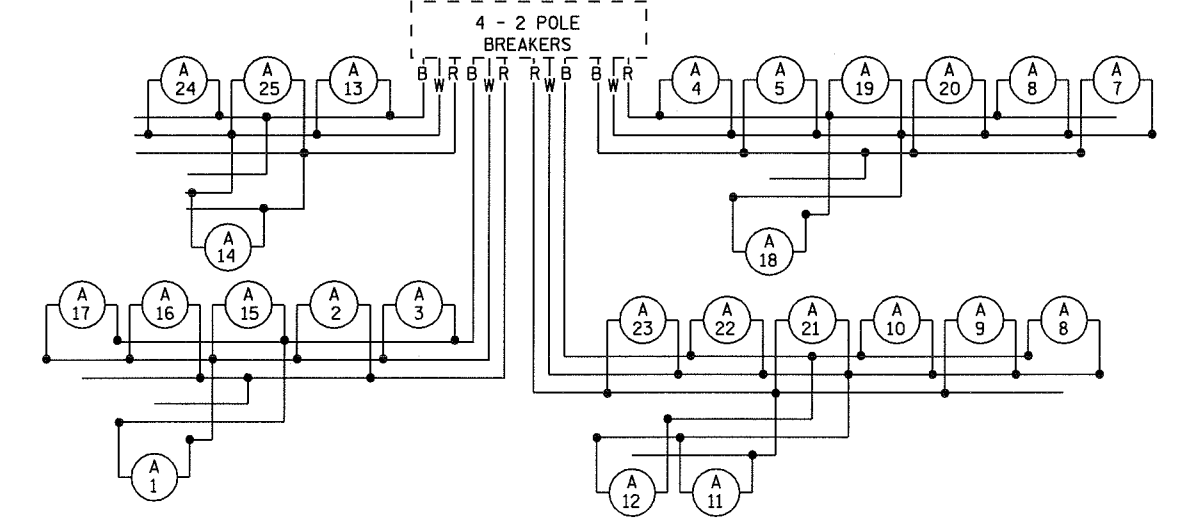 4 - 2 POLE
BREAKERS
B W R B W R R W B B W R
A 24
A 25
A 13
A 4
A 5
A 19
A 20
A 8
A 7
A 14
A 18
A 17
A 16
A 15
A 2
A 3
A 23
A 22
A 21
A 10
A 9
A 8
A 1
A 12
A 11